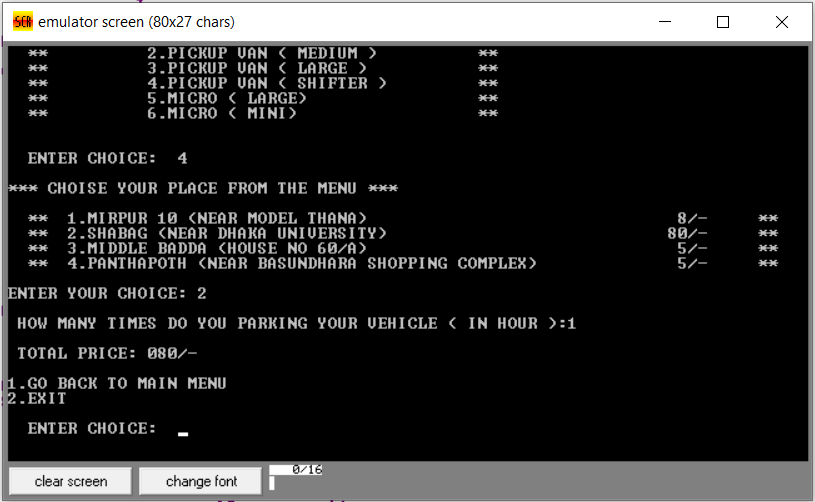 SCR emulator screen (80x27 chars)
** 2.PICKUP VAN ( MEDIUM ) **
** 3.PICKUP VAN ( LARGE ) **
** 4.PICKUP VAN ( SHIFTER ) **
** 5.MICRO ( LARGE) **
** 6.MICRO ( MINI) **
ENTER CHOICE: 4
*** CHOISE YOUR PLACE FROM THE MENU ***
** 1.MIRPUR 10 (NEAR MODEL THANA) 8/- **
** 2.SHABAG (NEAR DHAKA UNIVERSITY) 80/- **
** 3.MIDDLE BADDA (HOUSE NO 60/A) 5/- **
** 4.PANTHAPOTH (NEAR BASUNDHARA SHOPPING COMPLEX) 5/- **
ENTER YOUR CHOICE: 2
HOW MANY TIMES DO YOU PARKING YOUR VEHICLE ( IN HOUR ):1
TOTAL PRICE: 080/-
1.GO BACK TO MAIN MENU
2.EXIT
ENTER CHOICE: _
clear screen change font 0/16